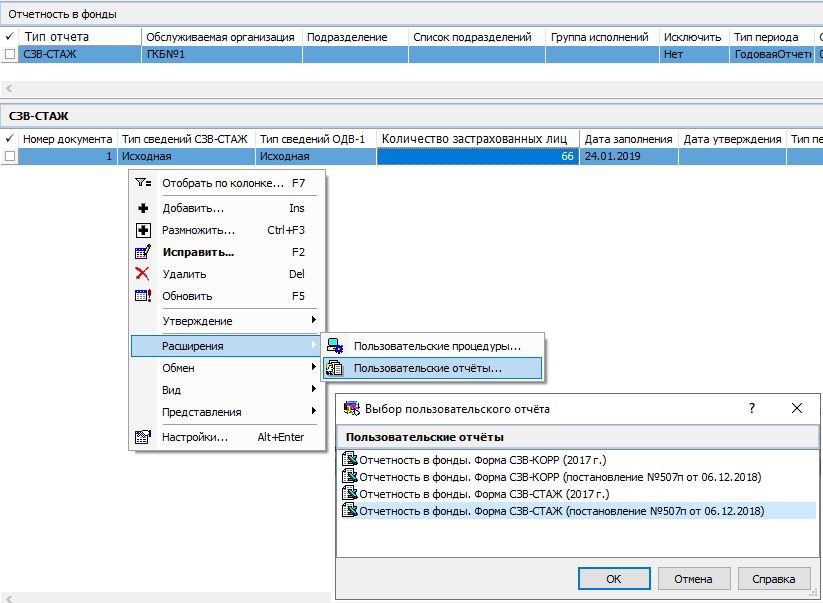 Отчетность в фонды
✓ Тип отчета Обслуживаемая организация Подразделение Список подразделений Группа исполнений Исключить Тип периода
СЗВ-СТАЖ ГКБ№1 Нет ГодоваяОтчетн
СЗВ-СТАЖ
✓ Номер документа Тип сведений СЗВ-СТАЖ Тип сведений ОДВ-1 Количество застрахованных лиц Дата заполнения Дата утверждения Тип пе
1 Исходная Исходная 66 24.01.2019
Отобрать по колонке... F7
Добавить... Ins
Размножить... Ctrl+F3
Исправить... F2
Удалить Del
Обновить F5
Утверждение
Расширения
Обмен
Вид
Представления
Настройки... Alt+Enter
Пользовательские процедуры...
Пользовательские отчёты...
Выбор пользовательского отчёта ?
Пользовательские отчёты
Отчетность в фонды. Форма СЗВ-КОРР (2017 г.)
Отчетность в фонды. Форма СЗВ-КОРР (постановление №507п от 06.12.2018)
Отчетность в фонды. Форма СЗВ-СТАЖ (2017 г.)
Отчетность в фонды. Форма СЗВ-СТАЖ (постановление №507п от 06.12.2018)
ОК Отмена Справка